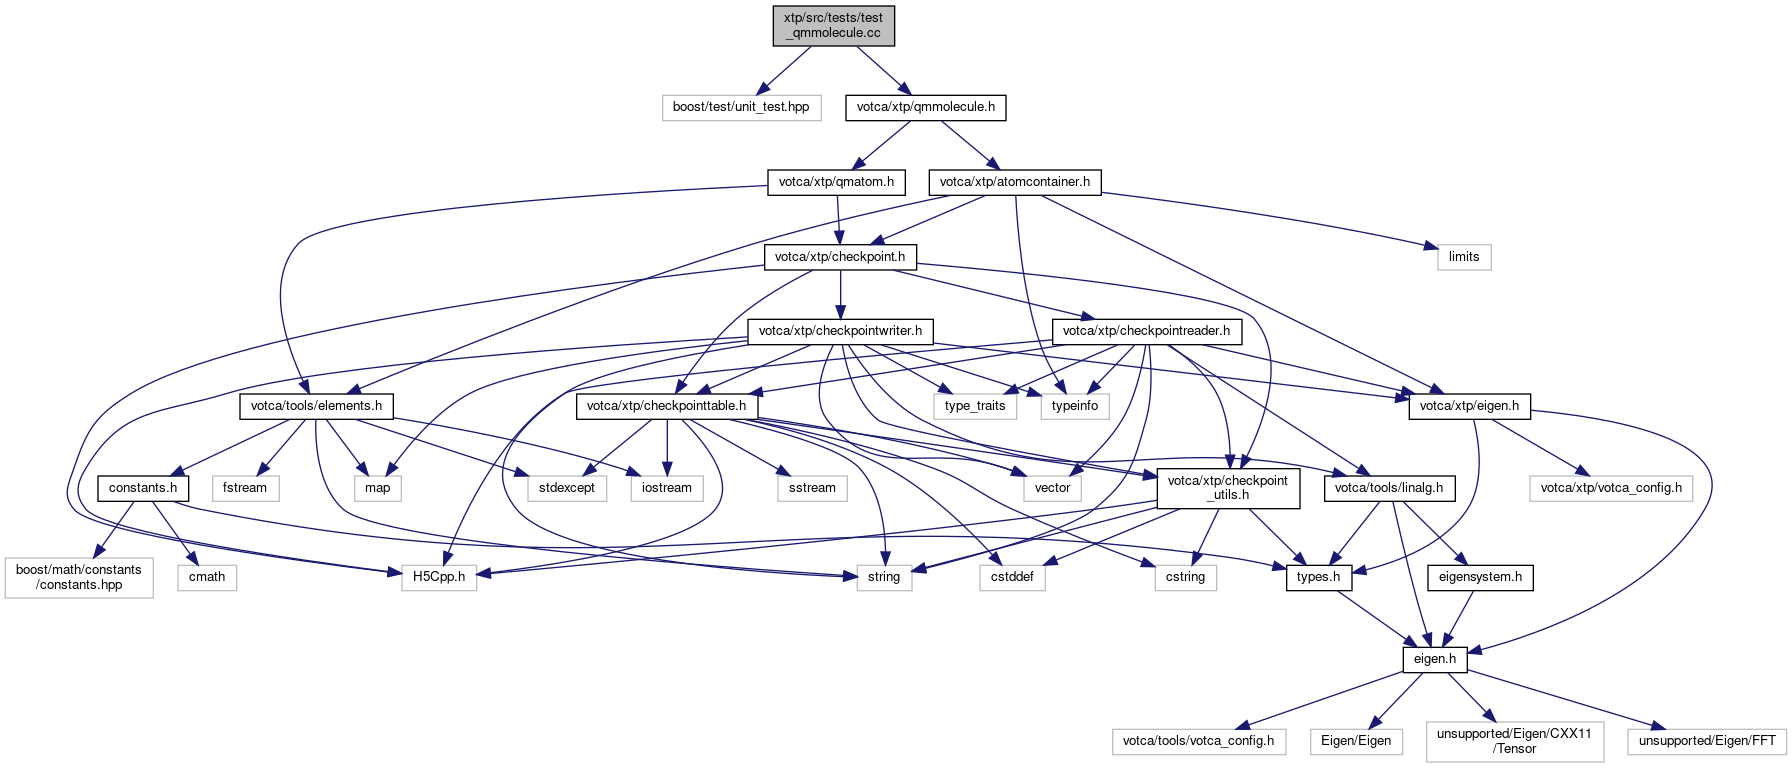 xtp/src/tests/test
_qmmolecule.cc
boost/test/unit_test.hpp
votca/xtp/qmmolecule.h
votca/xtp/qmatom.h
votca/xtp/atomcontainer.h
votca/xtp/checkpoint.h
limits
votca/xtp/checkpointwriter.h
votca/xtp/checkpointreader.h
votca/tools/elements.h
votca/xtp/checkpointtable.h
type_traits
typeinfo
votca/xtp/eigen.h
constants.h
fstream
map
stdexcept
iostream
sstream
vector
votca/xtp/checkpoint
_utils.h
votca/tools/linalg.h
votca/xtp/votca_config.h
boost/math/constants
/constants.hpp
cmath
H5Cpp.h
string
cstddef
cstring
types.h
eigensystem.h
eigen.h
votca/tools/votca_config.h
Eigen/Eigen
unsupported/Eigen/CXX11
/Tensor
unsupported/Eigen/FFT